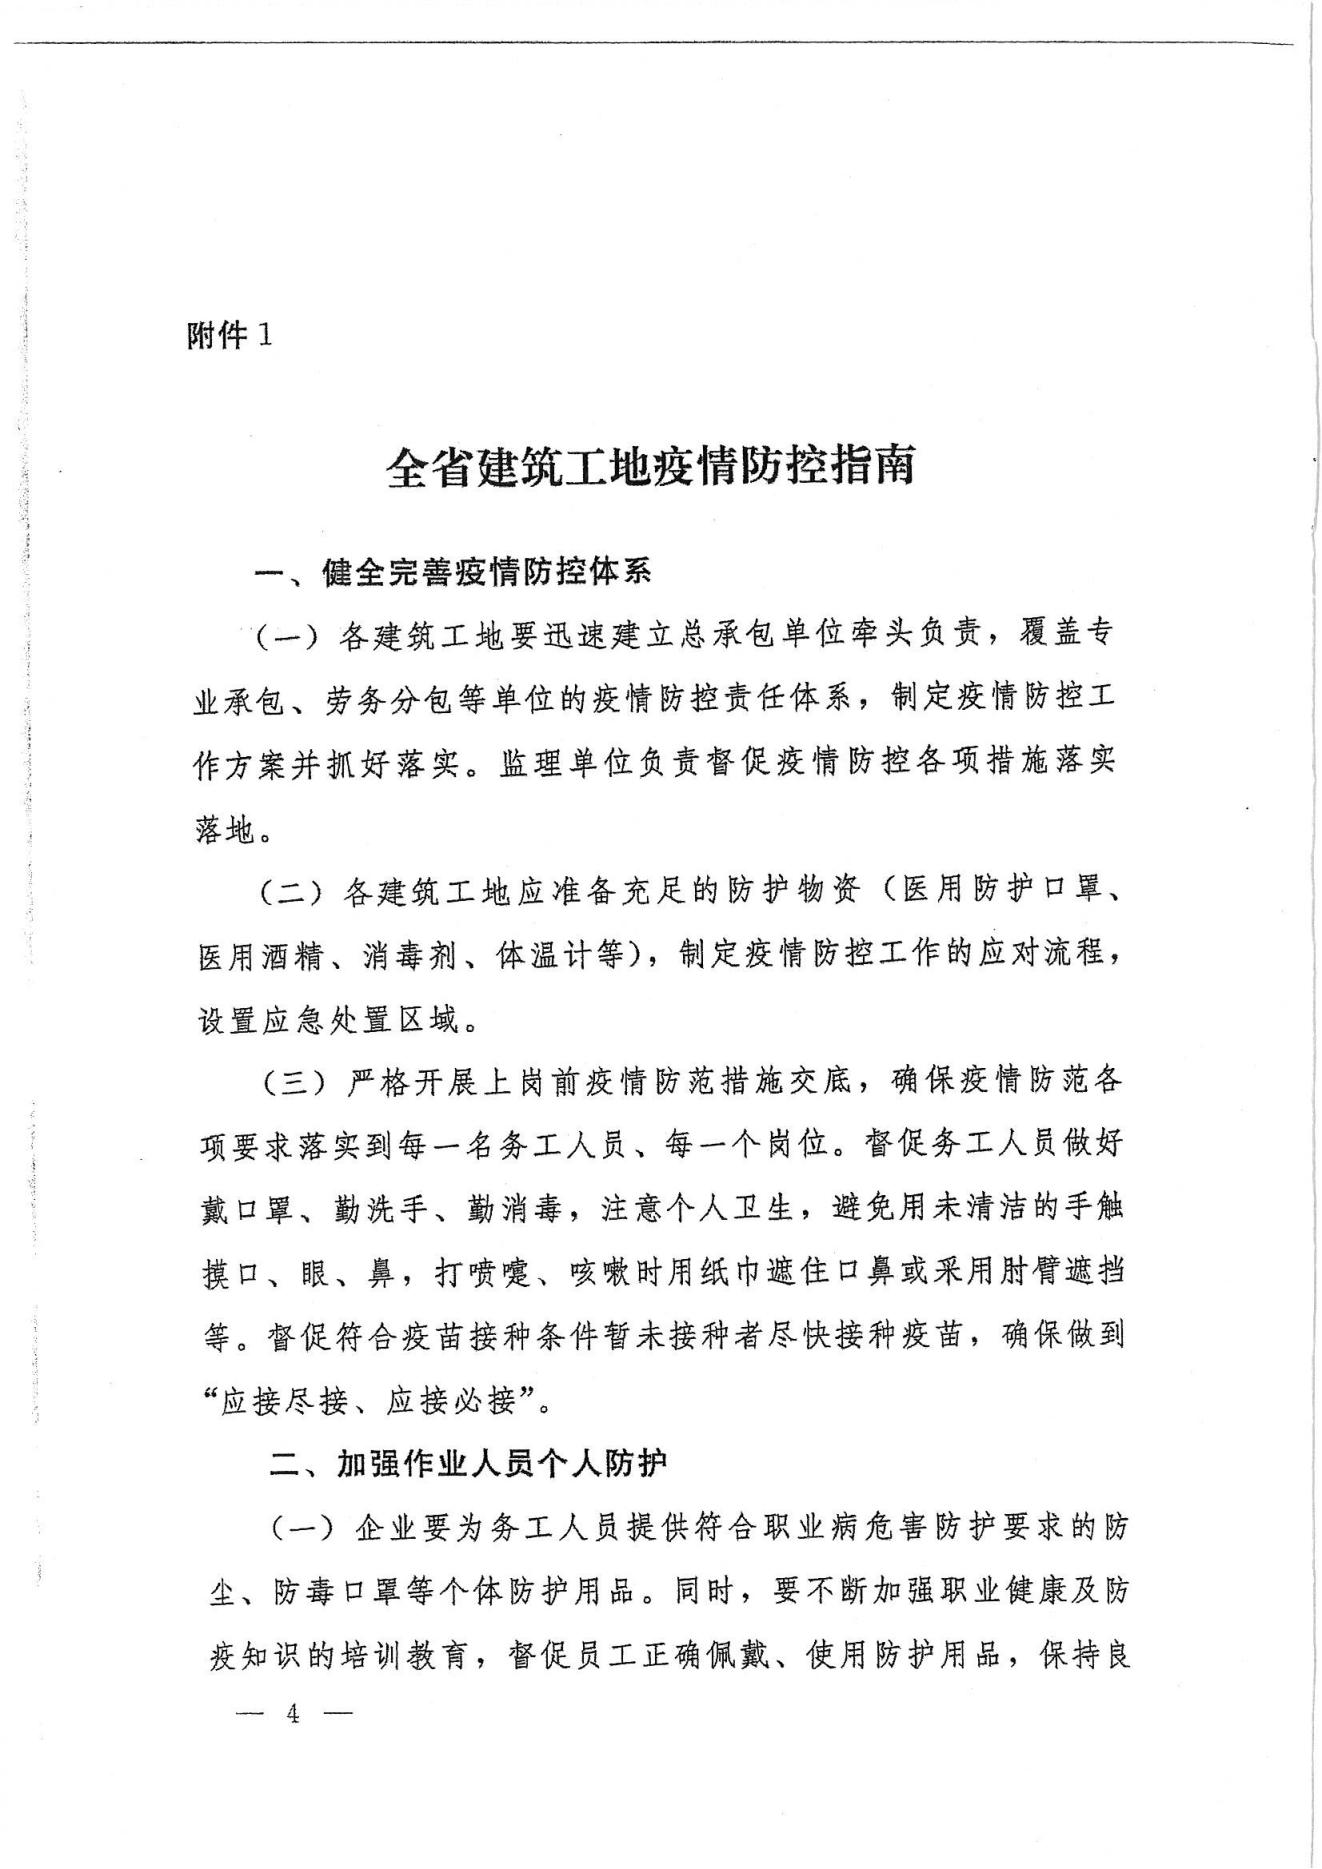 附件1
全省建筑工地疫情防控指南
一、健全完善疫情防控体系
（一）各建筑工地要迅速建立总承包单位牵头负责，覆盖专
业承包、劳务分包等单位的疫情防控责任体系，制定疫情防控工
作方案并抓好落实。监理单位负责督促疫情防控各项措施落实
落地。
（二）各建筑工地应准备充足的防护物资（医用防护口罩、
医用酒精、消毒剂、体温计等），制定疫情防控工作的应对流程，
设置应急处置区域。
（三）严格开展上岗前疫情防范措施交底，确保疫情防范各
项要求落实到每一名务工人员、每一个岗位。督促务工人员做好
戴口罩、勤洗手、勤消毒，注意个人卫生，避免用未清洁的手触
摸口、眼、鼻，打喷嚏、咳嗽时用纸巾遮住口鼻或采用肘臂遮挡
等。督促符合疫苗接种条件暂未接种者尽快接种疫苗，确保做到
“应接尽接、应接必接”。
二、加强作业人员个人防护
（一）企业要为务工人员提供符合职业病危害防护要求的防
尘、防毒口罩等个体防护用品。同时，要不断加强职业健康及防
疫知识的培训教育，督促员工正确佩戴、使用防护用品，保持良
— 4 —